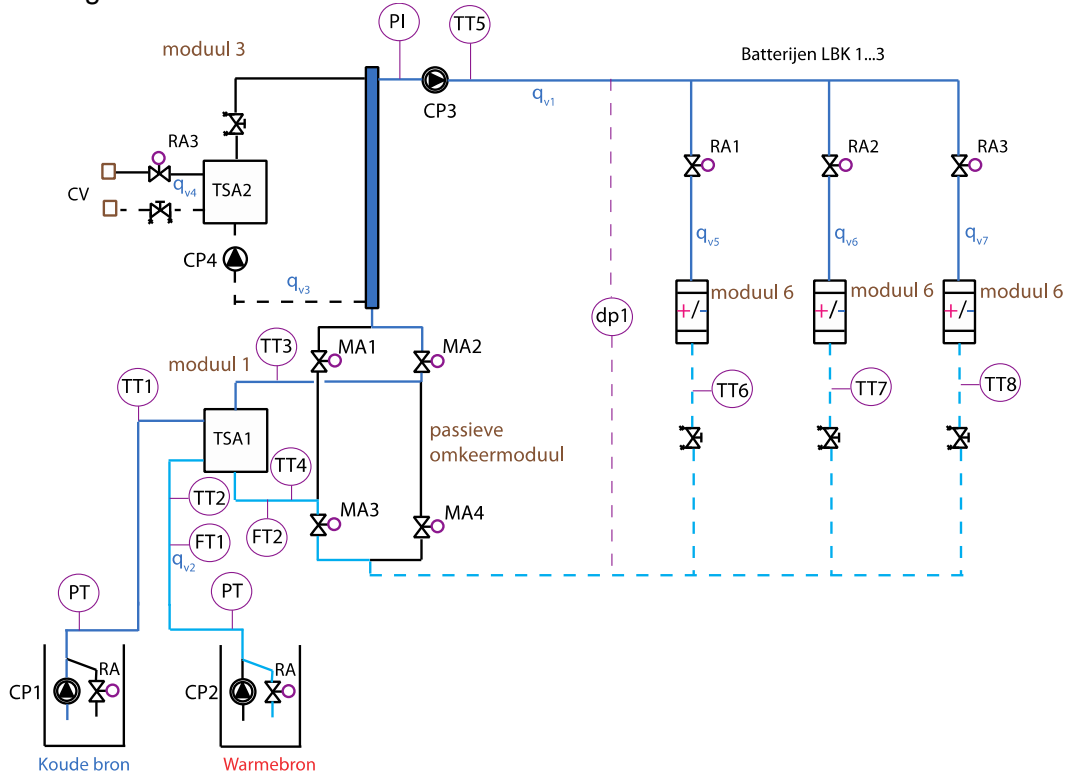 PI
TT5
moduul 3
Batterijen LBK 1...3
CP3
qv1
RA3
RA1
RA2
RA3
qv4
TSA2
CV
CP4
qv5
qv6
qv7
qv3
moduul 6
moduul 6
moduul 6
+/-
+/-
+/-
dp1
TT3
MA1
MA2
moduul 1
TT1
TT6
TT7
TT8
TSA1
passieve
omkeermoduul
TT4
TT2
MA3
MA4
FT2
FT1
qv2
PT
PT
RA
RA
CP1
CP2
Koude bron
Warmebron